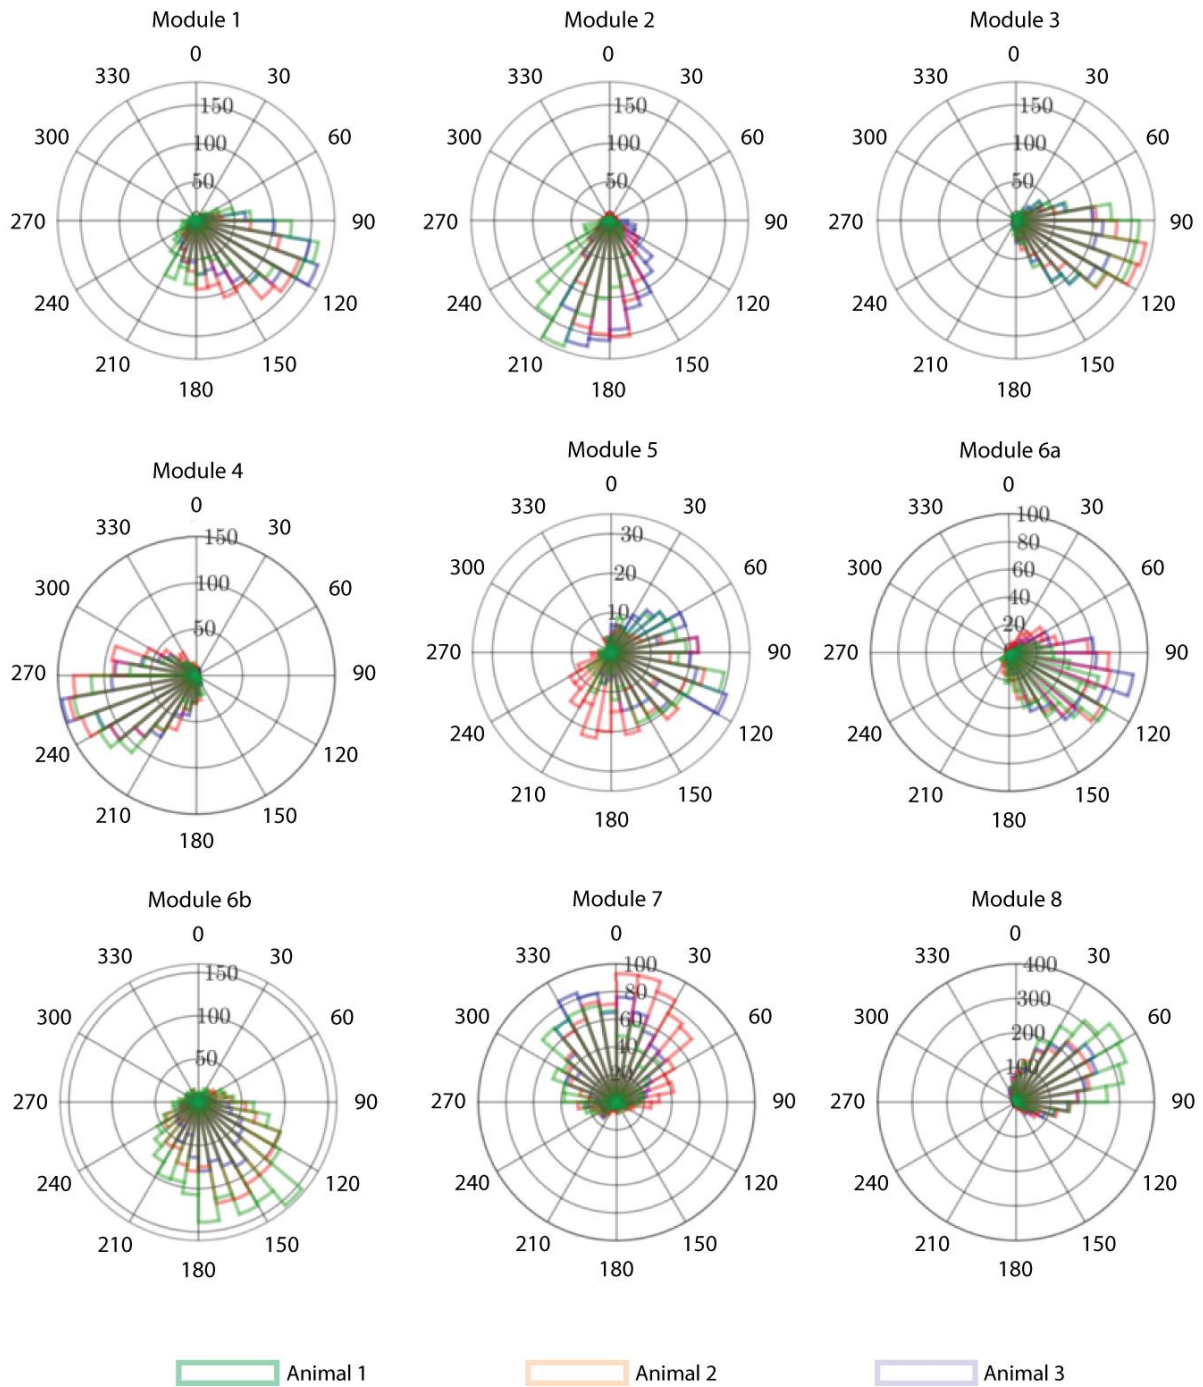 Module 1 Module 2 Module 3
0 0 0
330 30 330 30 330 30
150 150 150
300 60 300 60 300 60
100 100 100
50 50 50
270 90 270 90 270 90
240 120 240 120 240 120
210 150 210 150 210 150
180 180 180
Module 5 Module 6a
Module 4
0 0
0
330 30 330 30
100
330 30
150
30
80
300 60 300 60
20
60
300 60
100
40
10
50
20
270 90 270 90
270 90
240 120 240 120
240 120
210 150 210 150
210 150
180 180
180
Module 6b Module 7 Module 8
0 0 0
330 30 330 30 330 30
150 100 400
80 300
300 60 300 60 300 60
100 60 200
50 40 100
20
270 90 270 90 270 90
240 120 240 120 240 120
210 150 210 150 210 150
180 180 180
Animal 1 Animal 2 Animal 3